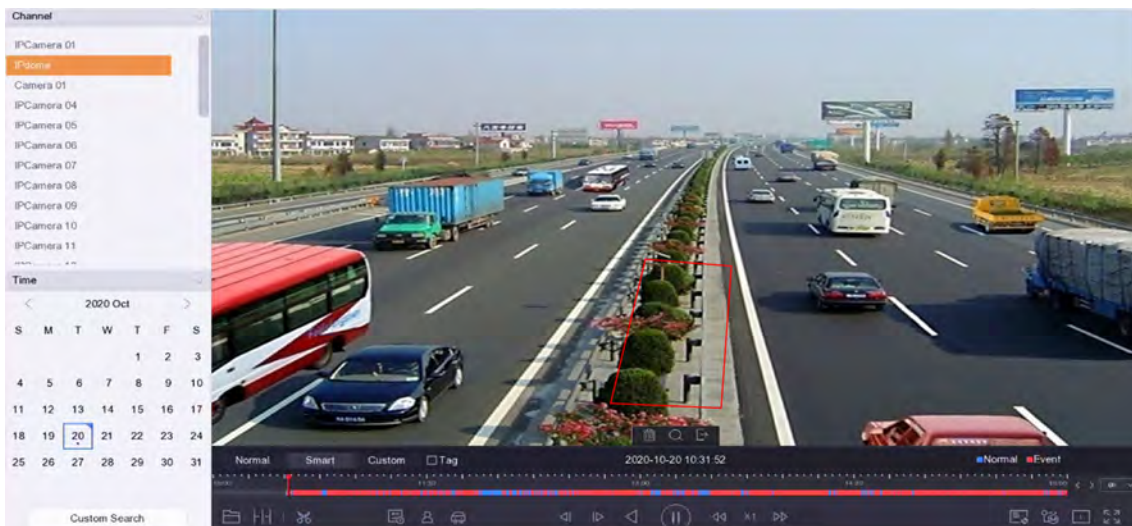 Channel
IPCamera 01
IPdome
Camera 01
IPCamera 04
IPCamera 05
IPCamera 06
IPCamera 07
IPCamera 08
IPCamera 09
IPCamera 10
IPCamera 11
Time
< 2020 Oct >
S M T W T F S
1 2 3
4 5 6 7 8 9 10
11 12 13 14 15 16 17
18 19 20 21 22 23 24
25 26 27 28 29 30 31
Custom Search
Normal Smart Custom Tag 2020-10-20 10:31:52 Normal Event
X1